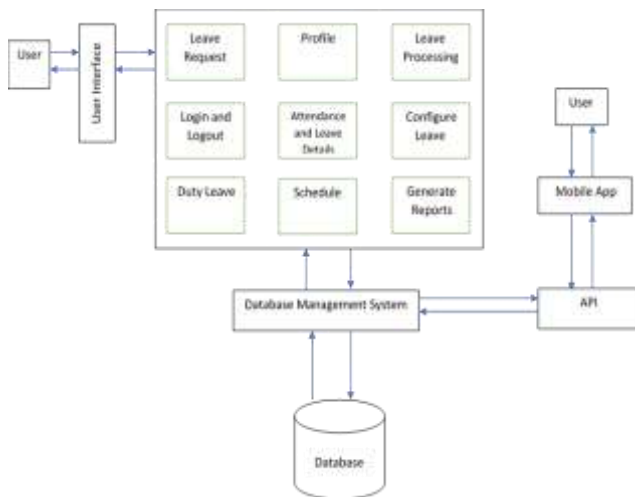 User
User Interface
Leave
Request
Profile
Leave
Processing
Login and
Logout
Attendance
and Leave
Details
Configure
Leave
Duty Leave
Schedule
Generate
Reports
User
Mobile App
Database Management System
API
Database